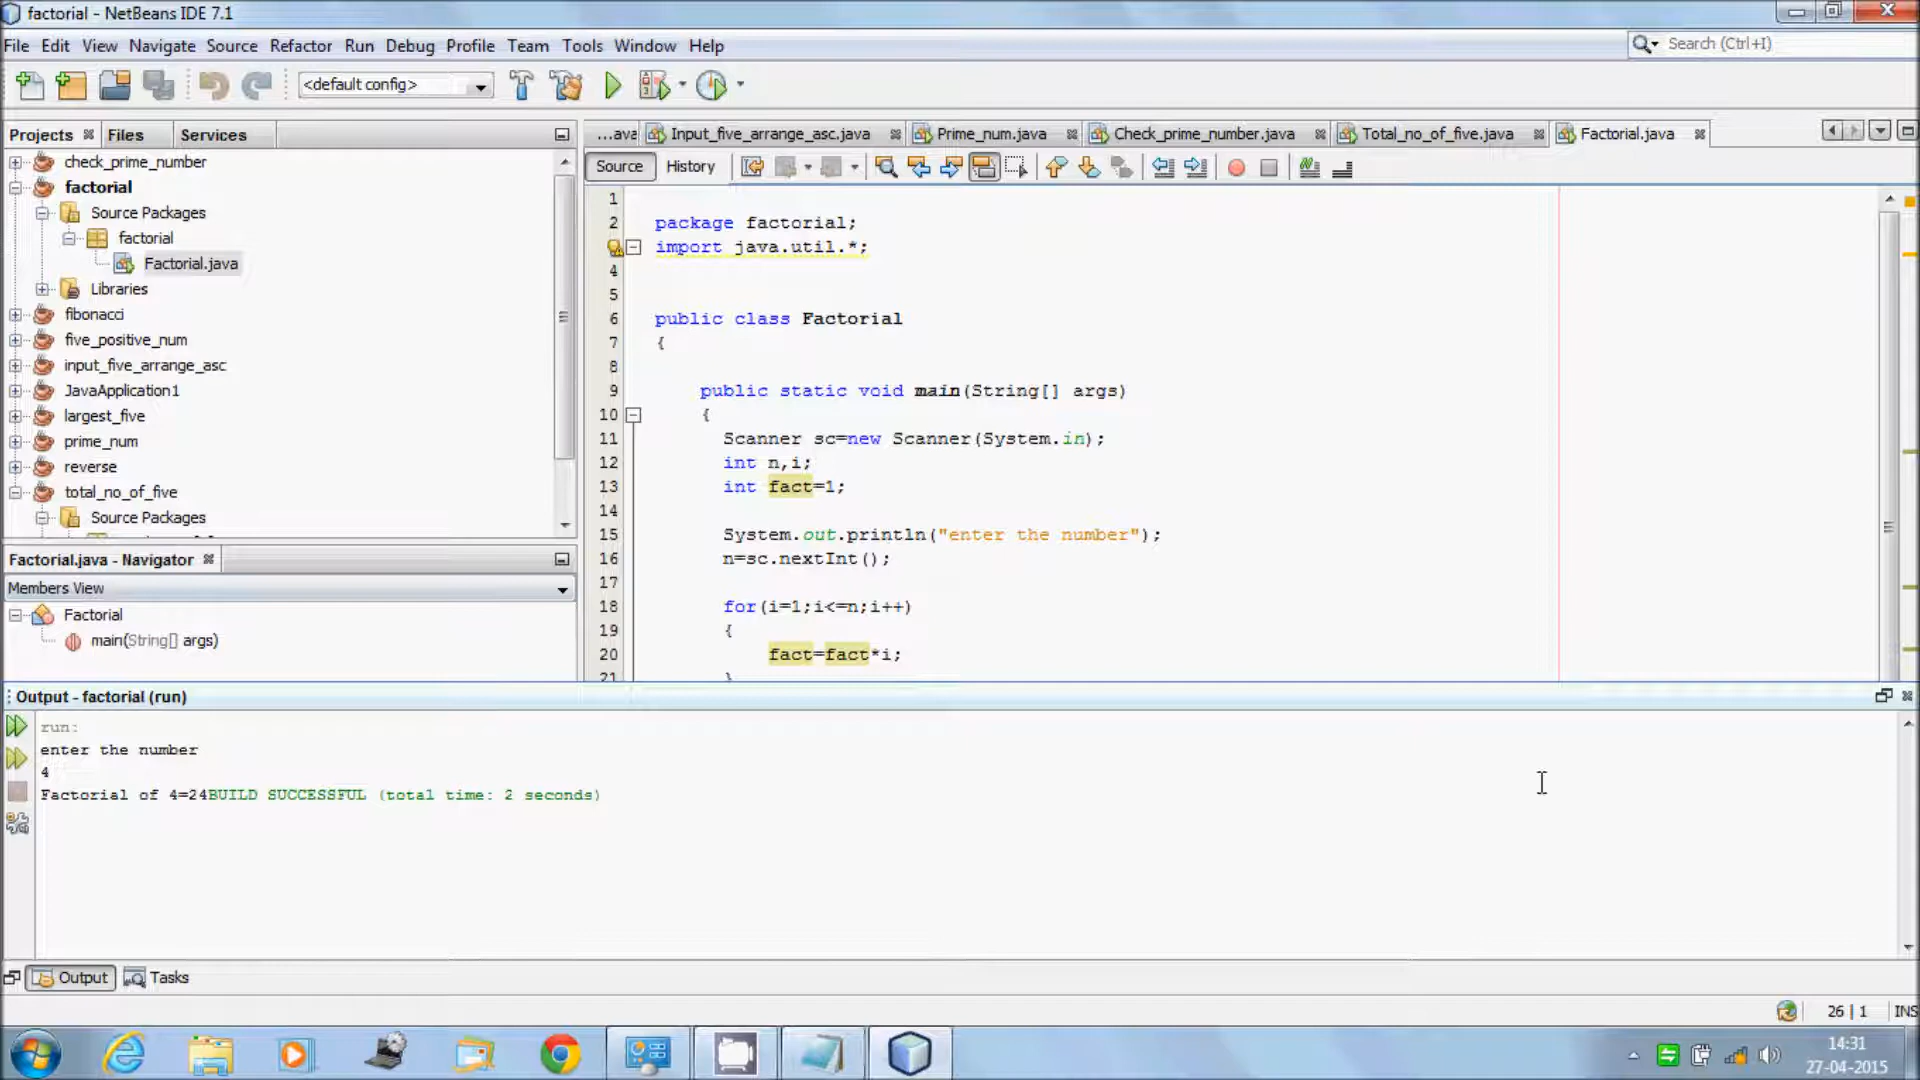 factorial - NetBeans IDE 7.1
File Edit View Navigate Source Refactor Run Debug Profile Team Tools Window Help
Search (Ctrl+I)
<default config>
Projects Files Services
check_prime_number
factorial
Source Packages
factorial
Factorial.java
Libraries
fibonacci
five_positive_num
input_five_arrange_asc
JavaApplication1
largest_five
prime_num
reverse
total_no_of_five
Source Packages
Factorial.java - Navigator
Members View
Factorial
main(String[] args)
...ava Input_five_arrange_asc.java Prime_num.java Check_prime_number.java Total_no_of_five.java Factorial.java
Source History
1
2 package factorial;
import java.util.*;
4
5
6 public class Factorial
7 {
8
9 public static void main(String[] args)
10 {
11 Scanner sc=new Scanner(System.in);
12 int n,i;
13 int fact=1;
14
15 System.out.println("enter the number");
16 n=sc.nextInt();
17
18 for(i=1;i<=n;i++)
19 {
20 fact=fact*i;
21 }
Output - factorial (run)
run:
enter the number
4
Factorial of 4=24BUILD SUCCESSFUL (total time: 2 seconds)
Output Tasks
26 | 1 INS
14:31
27-04-2015